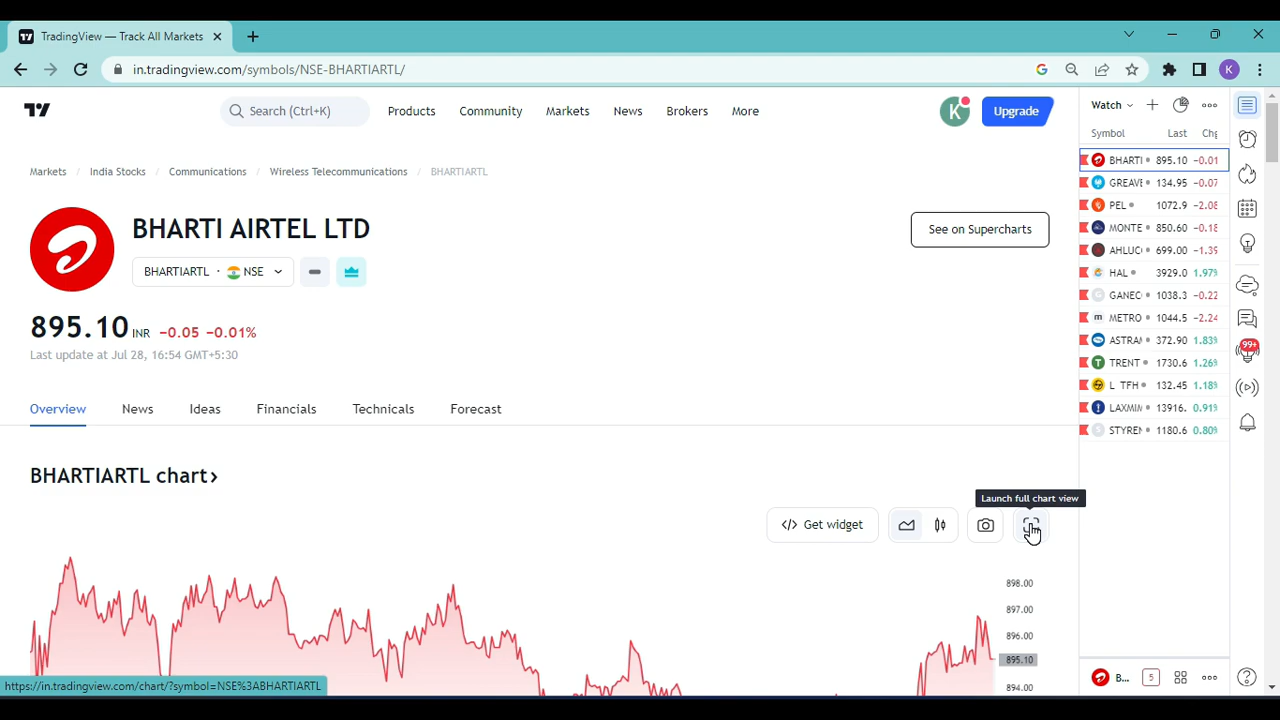 TradingView — Track All Markets
in.tradingview.com/symbols/NSE-BHARTIARTL/
K
Search (Ctrl+K)
Products
Community
Markets
News
Brokers
More
K
Upgrade
Markets / India Stocks / Communications / Wireless Telecommunications / BHARTIARTL
BHARTI AIRTEL LTD
BHARTIARTL · NSE
See on Supercharts
895.10 INR −0.05 −0.01%
Last update at Jul 28, 16:54 GMT+5:30
Overview
News
Ideas
Financials
Technicals
Forecast
BHARTIARTL chart›
Launch full chart view
</> Get widget
898.00
897.00
896.00
895.10
894.00
https://in.tradingview.com/chart/?symbol=NSE%3ABHARTIARTL
Watch
Symbol Last Chg
BHARTI 895.10 −0.01
GREAVE 134.95 −0.07
PEL 1072.9 −2.08
MONTE 850.60 −0.18
AHLUC 699.00 −1.39
HAL 3929.0 1.97%
GANEC 1038.3 −0.22
m METRO 1044.5 −2.24
ASTRA 372.90 1.83%
T TRENT 1730.6 1.26%
L TFH 132.45 1.18%
LAXMI 13916. 0.91%
S STYREN 1180.6 0.80%
99+
B...
5